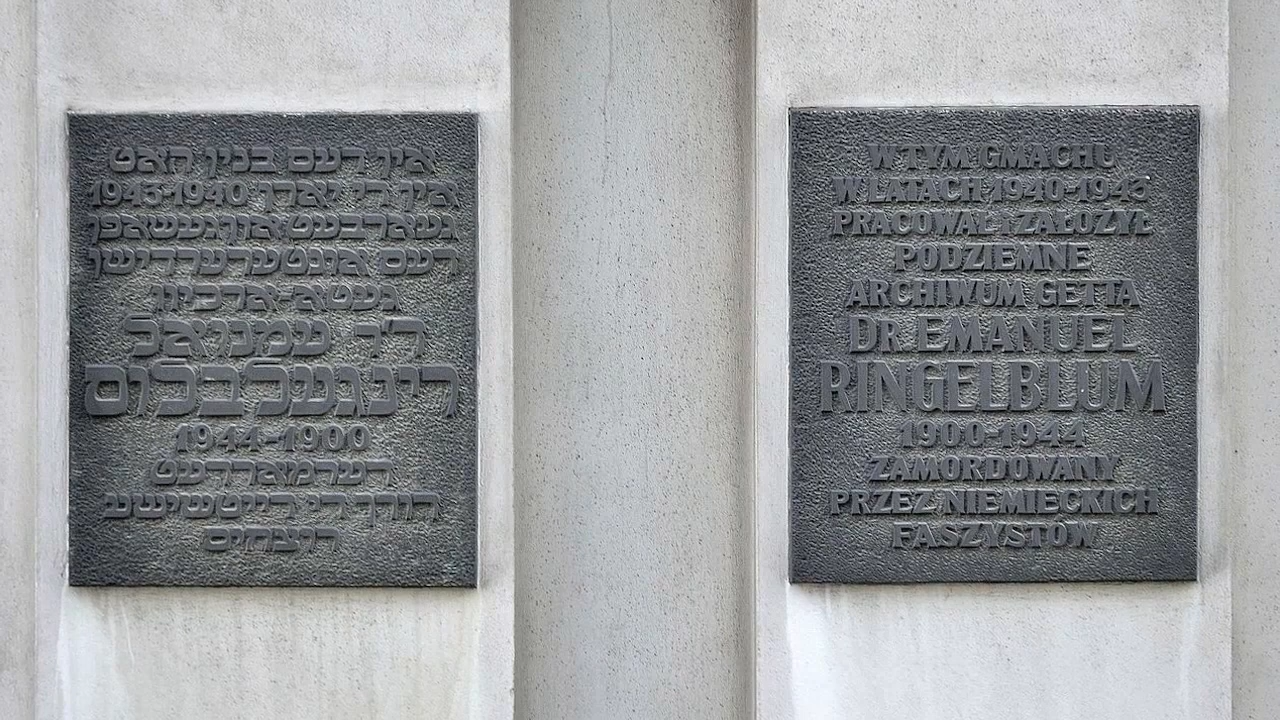 אין דעם בנין האט
אין די יארן 1940-1943
געארבעט אוןגעשאפן
דעם אונטערערדישן
געטא-ארכיוו
ד״ר עמנואל
רינגעלבלום
1944-1900
דערמארדעט
דורך די דייטשישע
רוצחים
W TYM GMACHU
W LATACH 1940-1943
PRACOWAŁ I ZAŁOŻYŁ
PODZIEMNE
ARCHIWUM GETTA
DR. EMANUEL
RINGELBLUM
1900-1944
ZAMORDOWANY
PRZEZ NIEMIECKICH
FASZYSTÓW